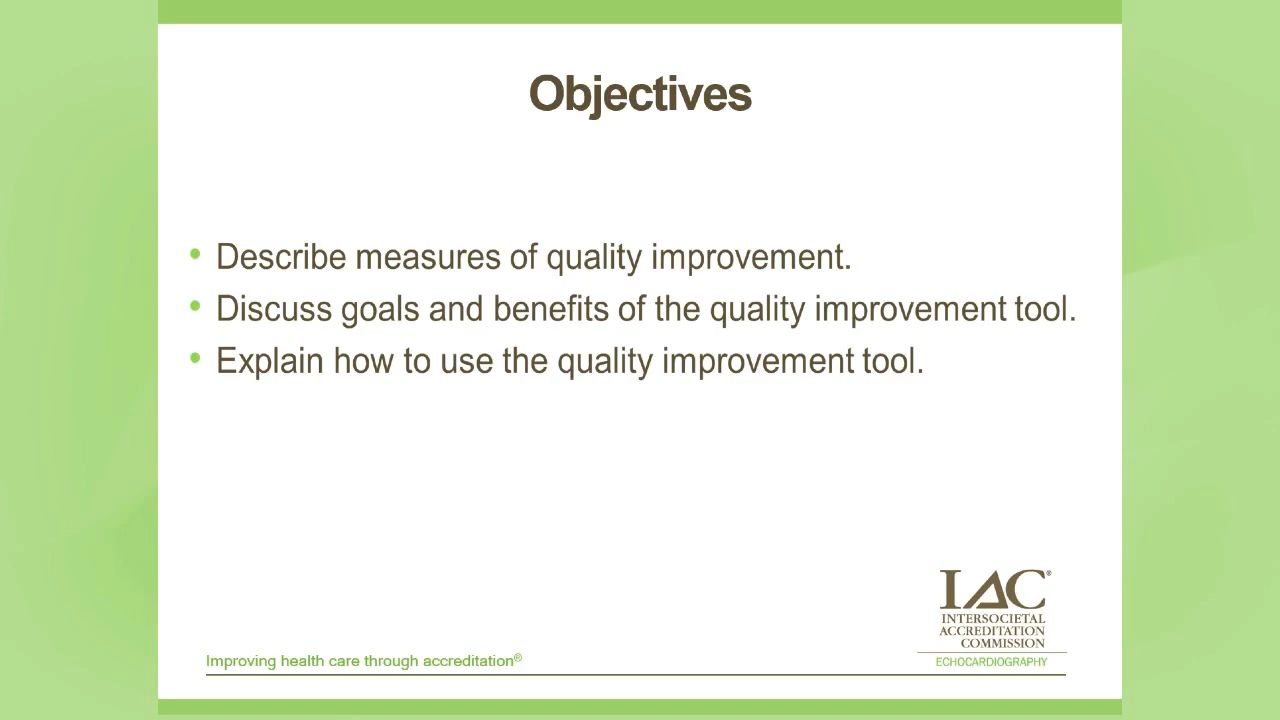 Objectives
• Describe measures of quality improvement.
• Discuss goals and benefits of the quality improvement tool.
• Explain how to use the quality improvement tool.
IAC®
INTERSOCIETAL
ACCREDITATION
COMMISSION
ECHOCARDIOGRAPHY
Improving health care through accreditation®